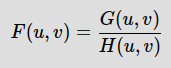 F(u, v) = G(u, v) / H(u, v)